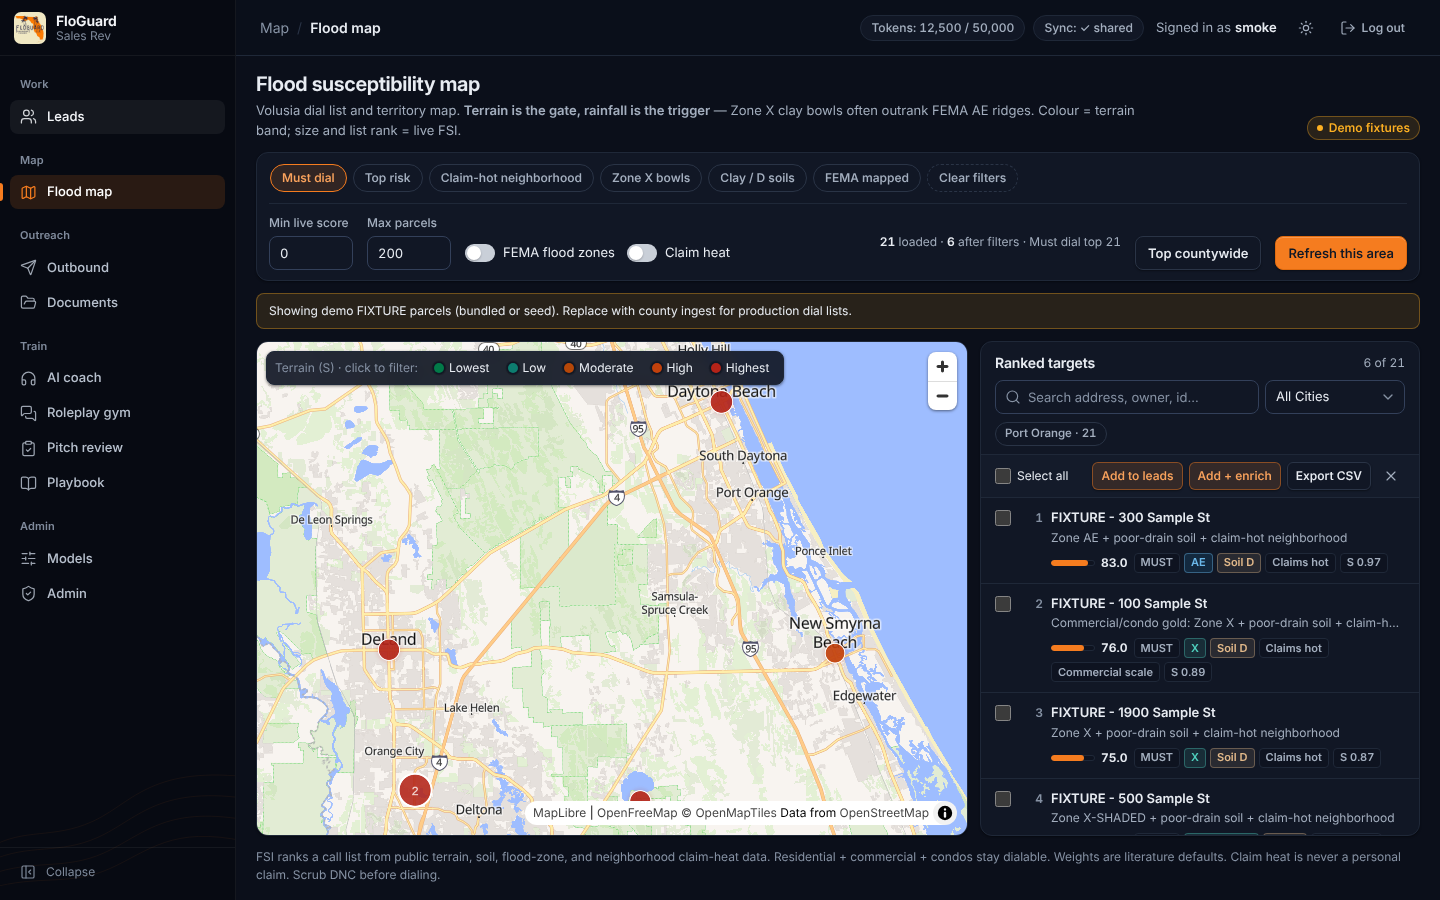 FloGuard
Sales Rev
Work
Leads
Map
Flood map
Outreach
Outbound
Documents
Train
AI coach
Roleplay gym
Pitch review
Playbook
Admin
Models
Admin
Collapse
Map / Flood map
Tokens: 12,500 / 50,000
Sync: ✓ shared
Signed in as smoke
Log out
Flood susceptibility map
Volusia dial list and territory map. Terrain is the gate, rainfall is the trigger — Zone X clay bowls often outrank FEMA AE ridges. Colour = terrain
band; size and list rank = live FSI.
Demo fixtures
Must dial
Top risk
Claim-hot neighborhood
Zone X bowls
Clay / D soils
FEMA mapped
Clear filters
Min live score
Max parcels
0
200
FEMA flood zones
Claim heat
21 loaded · 6 after filters · Must dial top 21
Top countywide
Refresh this area
Showing demo FIXTURE parcels (bundled or seed). Replace with county ingest for production dial lists.
40
40
Holly Hill
Terrain (S) · click to filter:
Lowest
Low
Moderate
High
Highest
+
−
Daytona Beach
95
South Daytona
4
Port Orange
De Leon Springs
Ponce Inlet
Samsula-
Spruce Creek
New Smyrna
Beach
DeLand
95
Edgewater
Lake Helen
Orange City
4
2
Deltona
MapLibre | OpenFreeMap © OpenMapTiles Data from OpenStreetMap
Ranked targets
6 of 21
Search address, owner, id...
All Cities
Port Orange · 21
Select all
Add to leads
Add + enrich
Export CSV
1 FIXTURE - 300 Sample St
Zone AE + poor-drain soil + claim-hot neighborhood
83.0 MUST AE Soil D Claims hot S 0.97
2 FIXTURE - 100 Sample St
Commercial/condo gold: Zone X + poor-drain soil + claim-h...
76.0 MUST X Soil D Claims hot
Commercial scale S 0.89
3 FIXTURE - 1900 Sample St
Zone X + poor-drain soil + claim-hot neighborhood
75.0 MUST X Soil D Claims hot S 0.87
4 FIXTURE - 500 Sample St
Zone X-SHADED + poor-drain soil + claim-hot neighborhood
FSI ranks a call list from public terrain, soil, flood-zone, and neighborhood claim-heat data. Residential + commercial + condos stay dialable. Weights are literature defaults. Claim heat is never a personal
claim. Scrub DNC before dialing.